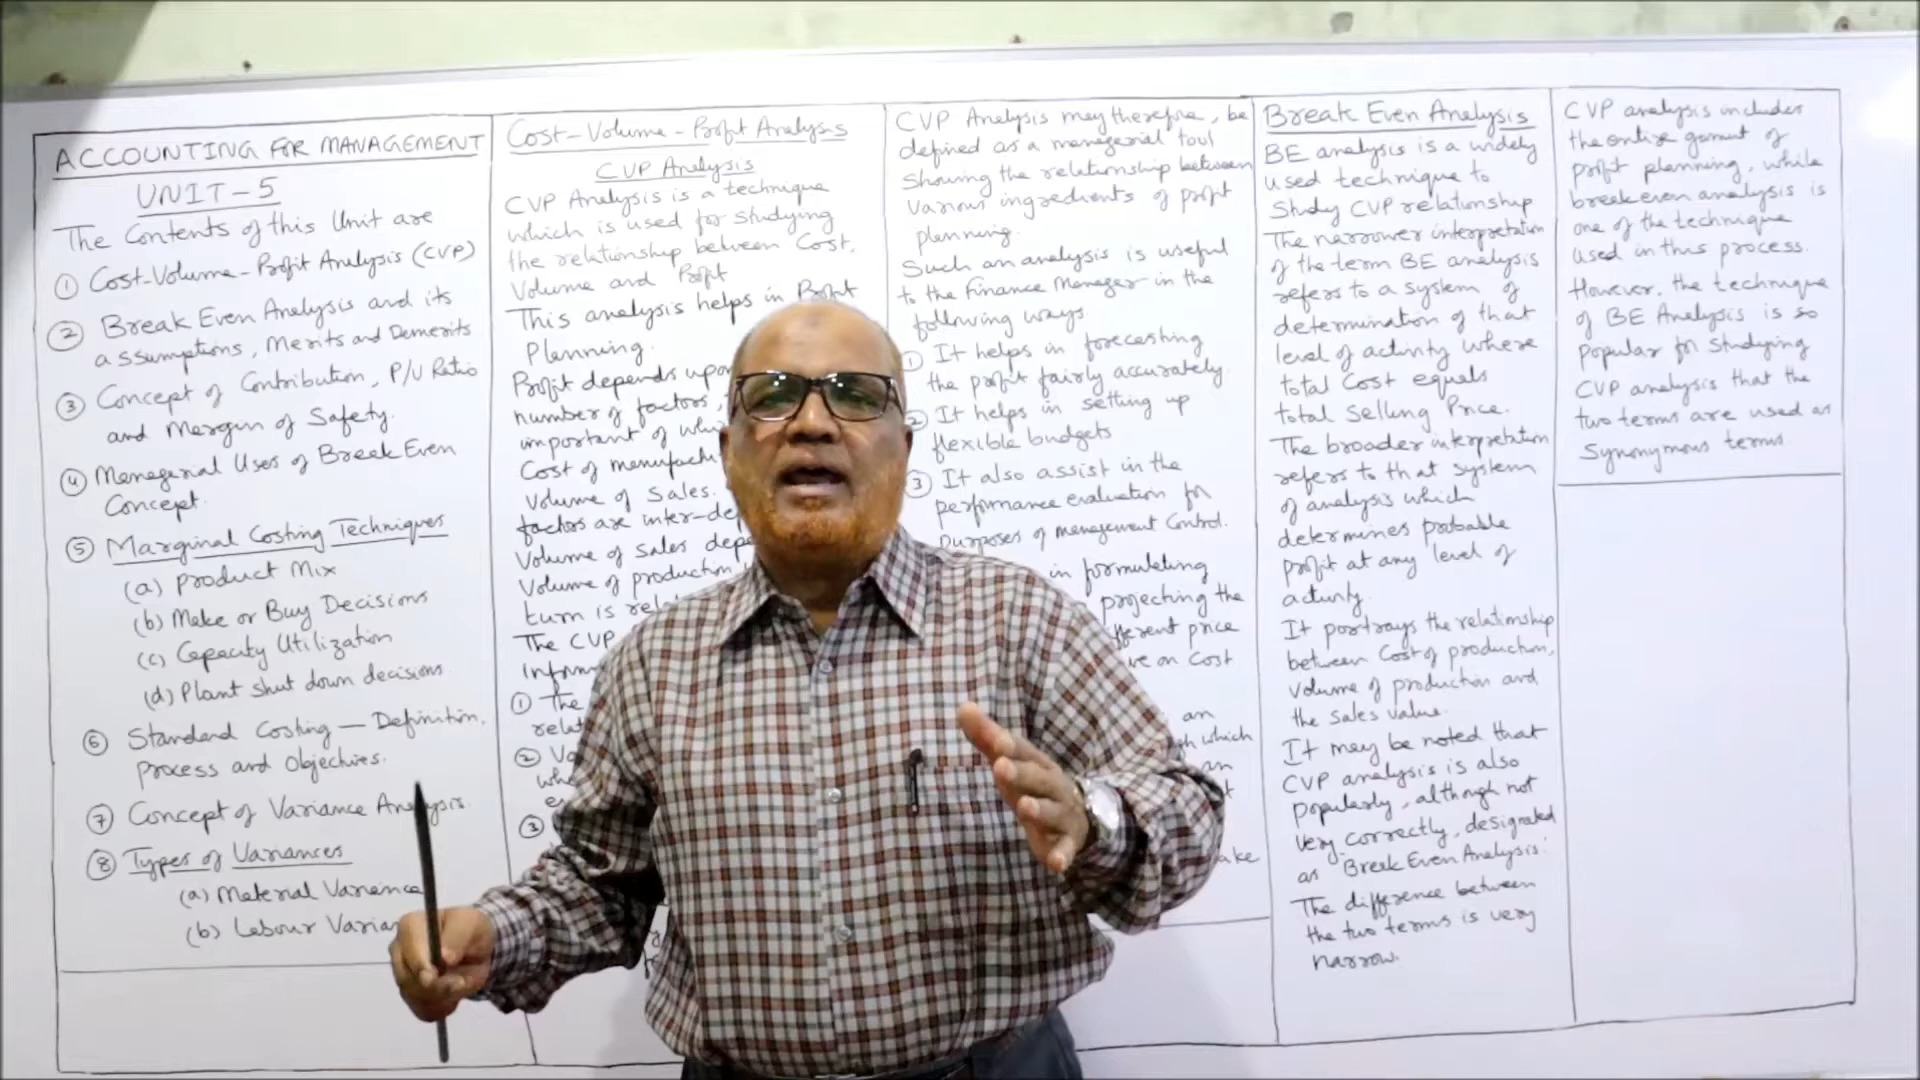 ACCOUNTING FOR MANAGEMENT
UNIT-5
The Contents of this Unit are
① Cost-Volume-Profit Analysis (CVP)
② Break Even Analysis and its
assumptions, Merits and Demerits
③ Concept of Contribution, P/V Ratio
and Margin of Safety.
④ Managerial Uses of Break Even
Concept.
⑤ Marginal Costing Techniques
(a) Product Mix
(b) Make or Buy Decisions
(c) Capacity Utilization
(d) Plant shut down decisions
⑥ Standard Costing — Definition,
Process and Objectives.
⑦ Concept of Variance Analysis.
⑧ Types of Variances
(a) Material Variance
(b) Labour
Cost-Volume-Profit Analysis
CVP Analysis
CVP Analysis is a technique
which is used for studying
the relationship between Cost,
Volume and Profit
This analysis helps in Profit
Planning.
Profit depends upon
number of factors,
important of
Cost of
Volume of Sales.
factors are
Volume of sales
Volume of production
turn is
The CVP
① The
②
③
CVP Analysis may therefore, be
defined as a managerial tool
Showing the relationship between
Various ingredients of profit
planning.
Such an analysis is useful
to the Finance Manager in the
following ways
① It helps in forecasting
the profit fairly accurately.
② It helps in setting up
flexible budgets
③ It also assist in the
performance evaluation for
purposes of management Control.
in formulating
projecting the
price
on Cost
an
which
an
Break Even Analysis
BE analysis is a widely
used technique to
Study CVP relationship
The narrower interpretation
of the term BE analysis
refers to a system of
determination of that
level of activity where
total Cost equals
total Selling Price.
The broader interpretation
refers to that system
of analysis which
determines probable
profit at any level of
activity.
It portrays the relationship
between Cost of production,
Volume of production and
the Sales value.
It may be noted that
CVP analysis is also
popularly, although not
very correctly, designated
as 'Break Even Analysis'.
The difference between
the two terms is very
narrow.
CVP analysis includes
the entire gamut of
profit planning, while
break even analysis is
one of the technique
used in this process.
However, the technique
of BE Analysis is so
popular for Studying
CVP analysis that the
two terms are used as
Synonymous terms.